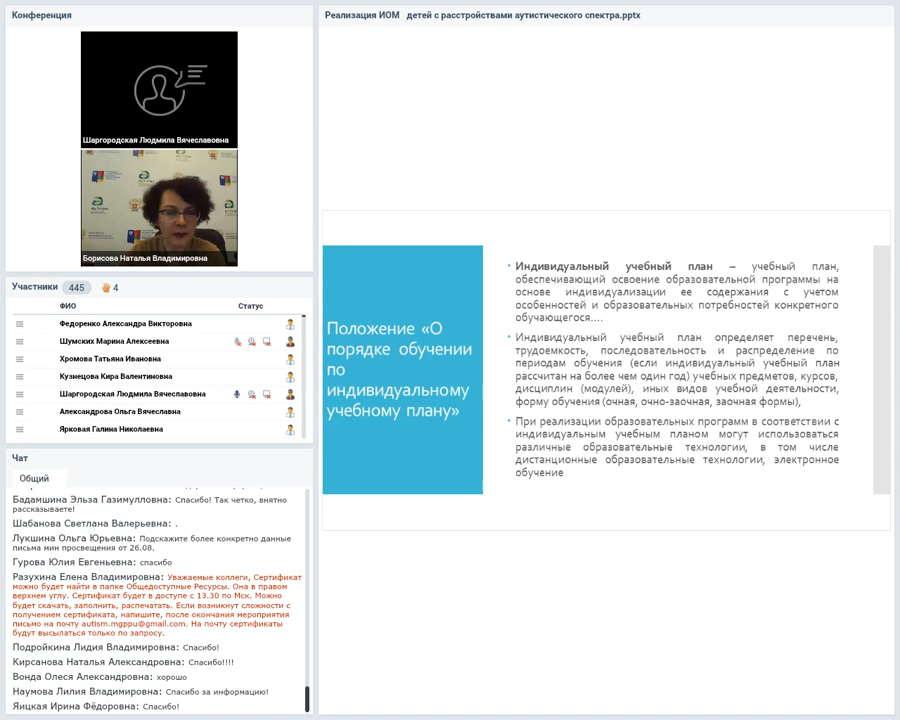 Конференция
Шаргородская Людмила Вячеславовна
Борисова Наталья Владимировна
Участники 445 4
ФИО Статус
Федоренко Александра Викторовна
Шумских Марина Алексеевна
Хромова Татьяна Ивановна
Кузнецова Кира Валентиновна
Шаргородская Людмила Вячеславовна
Александрова Ольга Вячеславна
Ярковая Галина Николаевна
Чат
Общий
Бадамшина Эльза Газимулловна: Спасибо! Так четко, внятно
рассказываете!
Шабанова Светлана Валерьевна: .
Лукшина Ольга Юрьевна: Подскажите более конкретно данные
письма мин просвещения от 26.08.
Гурова Юлия Евгеньевна: спасибо
Разухина Елена Владимировна: Уважаемые коллеги, Сертификат
можно будет найти в папке Общедоступные Ресурсы. Она в правом
верхнем углу. Сертификат будет в доступе с 13.30 по Мск. Можно
будет скачать, заполнить, распечатать. Если возникнут сложности с
получением сертификата, напишите, после окончания мероприятия
письмо на почту autism.mgppu@gmail.com. На почту сертификаты
будут высылаться только по запросу.
Подройкина Лидия Владимировна: Спасибо!
Кирсанова Наталья Александровна: Спасибо!!!!
Вонда Олеся Александровна: хорошо
Наумова Лилия Владимировна: Спасибо за информацию!
Яицкая Ирина Фёдоровна: Спасибо!
Реализация ИОМ детей с расстройствами аутистического спектра.pptx
Положение «О
порядке обучении
по
индивидуальному
учебному плану»
• Индивидуальный учебный план – учебный план,
обеспечивающий освоение образовательной программы на
основе индивидуализации ее содержания с учетом
особенностей и образовательных потребностей конкретного
обучающегося....
• Индивидуальный учебный план определяет перечень,
трудоемкость, последовательность и распределение по
периодам обучения (если индивидуальный учебный план
рассчитан на более чем один год) учебных предметов, курсов,
дисциплин (модулей), иных видов учебной деятельности,
форму обучения (очная, очно-заочная, заочная формы),
• При реализации образовательных программ в соответствии с
индивидуальным учебным планом могут использоваться
различные образовательные технологии, в том числе
дистанционные образовательные технологии, электронное
обучение